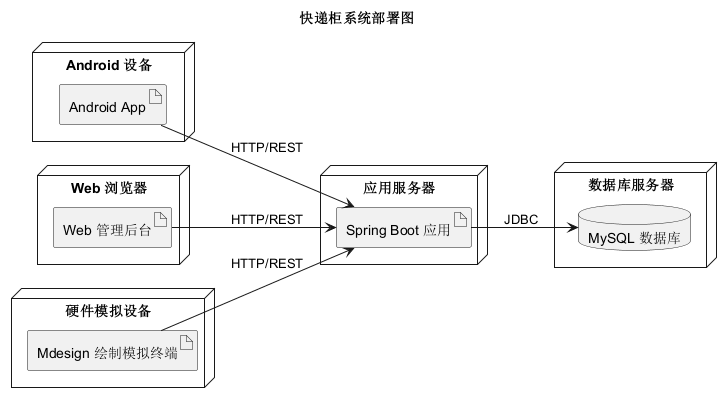 快递柜系统部署图
Android 设备
Android App
HTTP/REST
Web 浏览器
Web 管理后台
HTTP/REST
应用服务器
Spring Boot 应用
JDBC
数据库服务器
MySQL 数据库
HTTP/REST
硬件模拟设备
Mdesign 绘制模拟终端